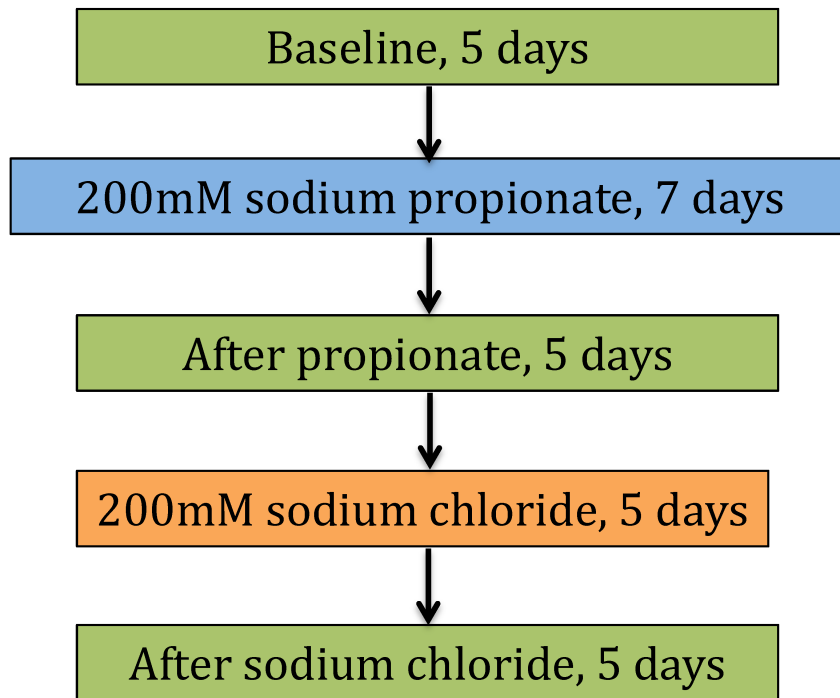 Baseline, 5 days
200mM sodium propionate, 7 days
After propionate, 5 days
200mM sodium chloride, 5 days
After sodium chloride, 5 days